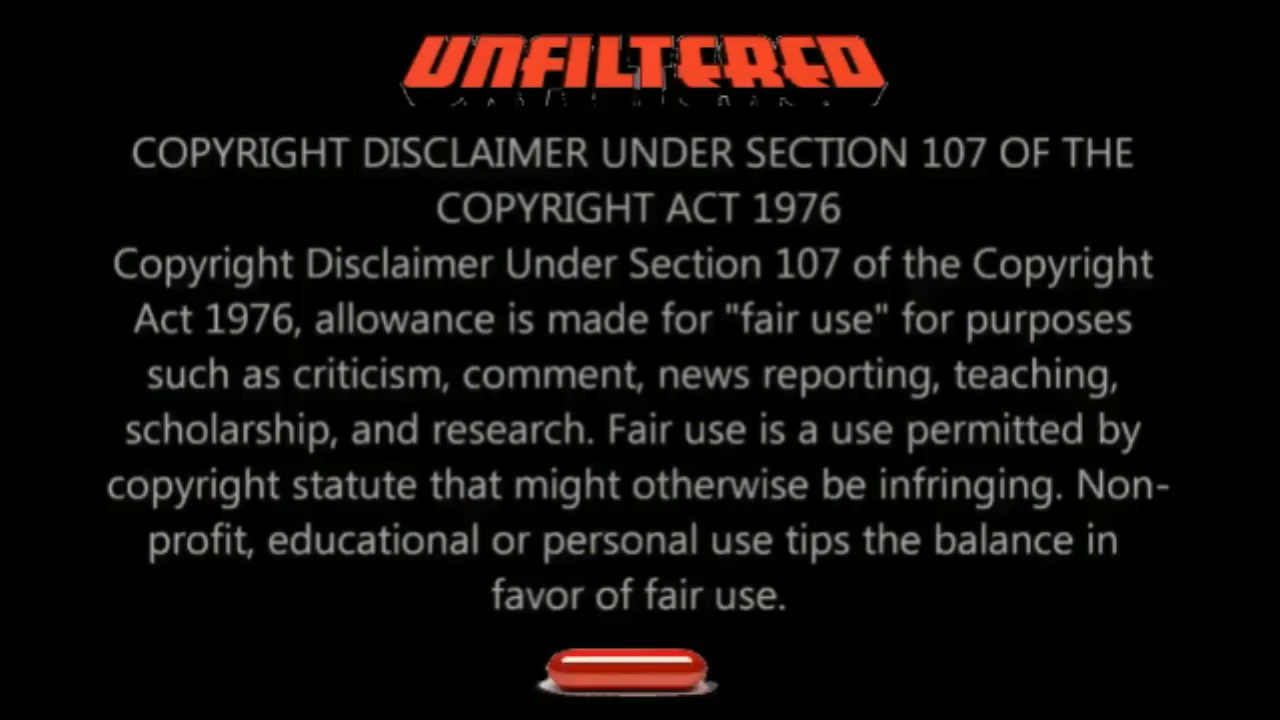 UNFILTERED
COPYRIGHT DISCLAIMER UNDER SECTION 107 OF THE
COPYRIGHT ACT 1976
Copyright Disclaimer Under Section 107 of the Copyright
Act 1976, allowance is made for "fair use" for purposes
such as criticism, comment, news reporting, teaching,
scholarship, and research. Fair use is a use permitted by
copyright statute that might otherwise be infringing. Non-
profit, educational or personal use tips the balance in
favor of fair use.